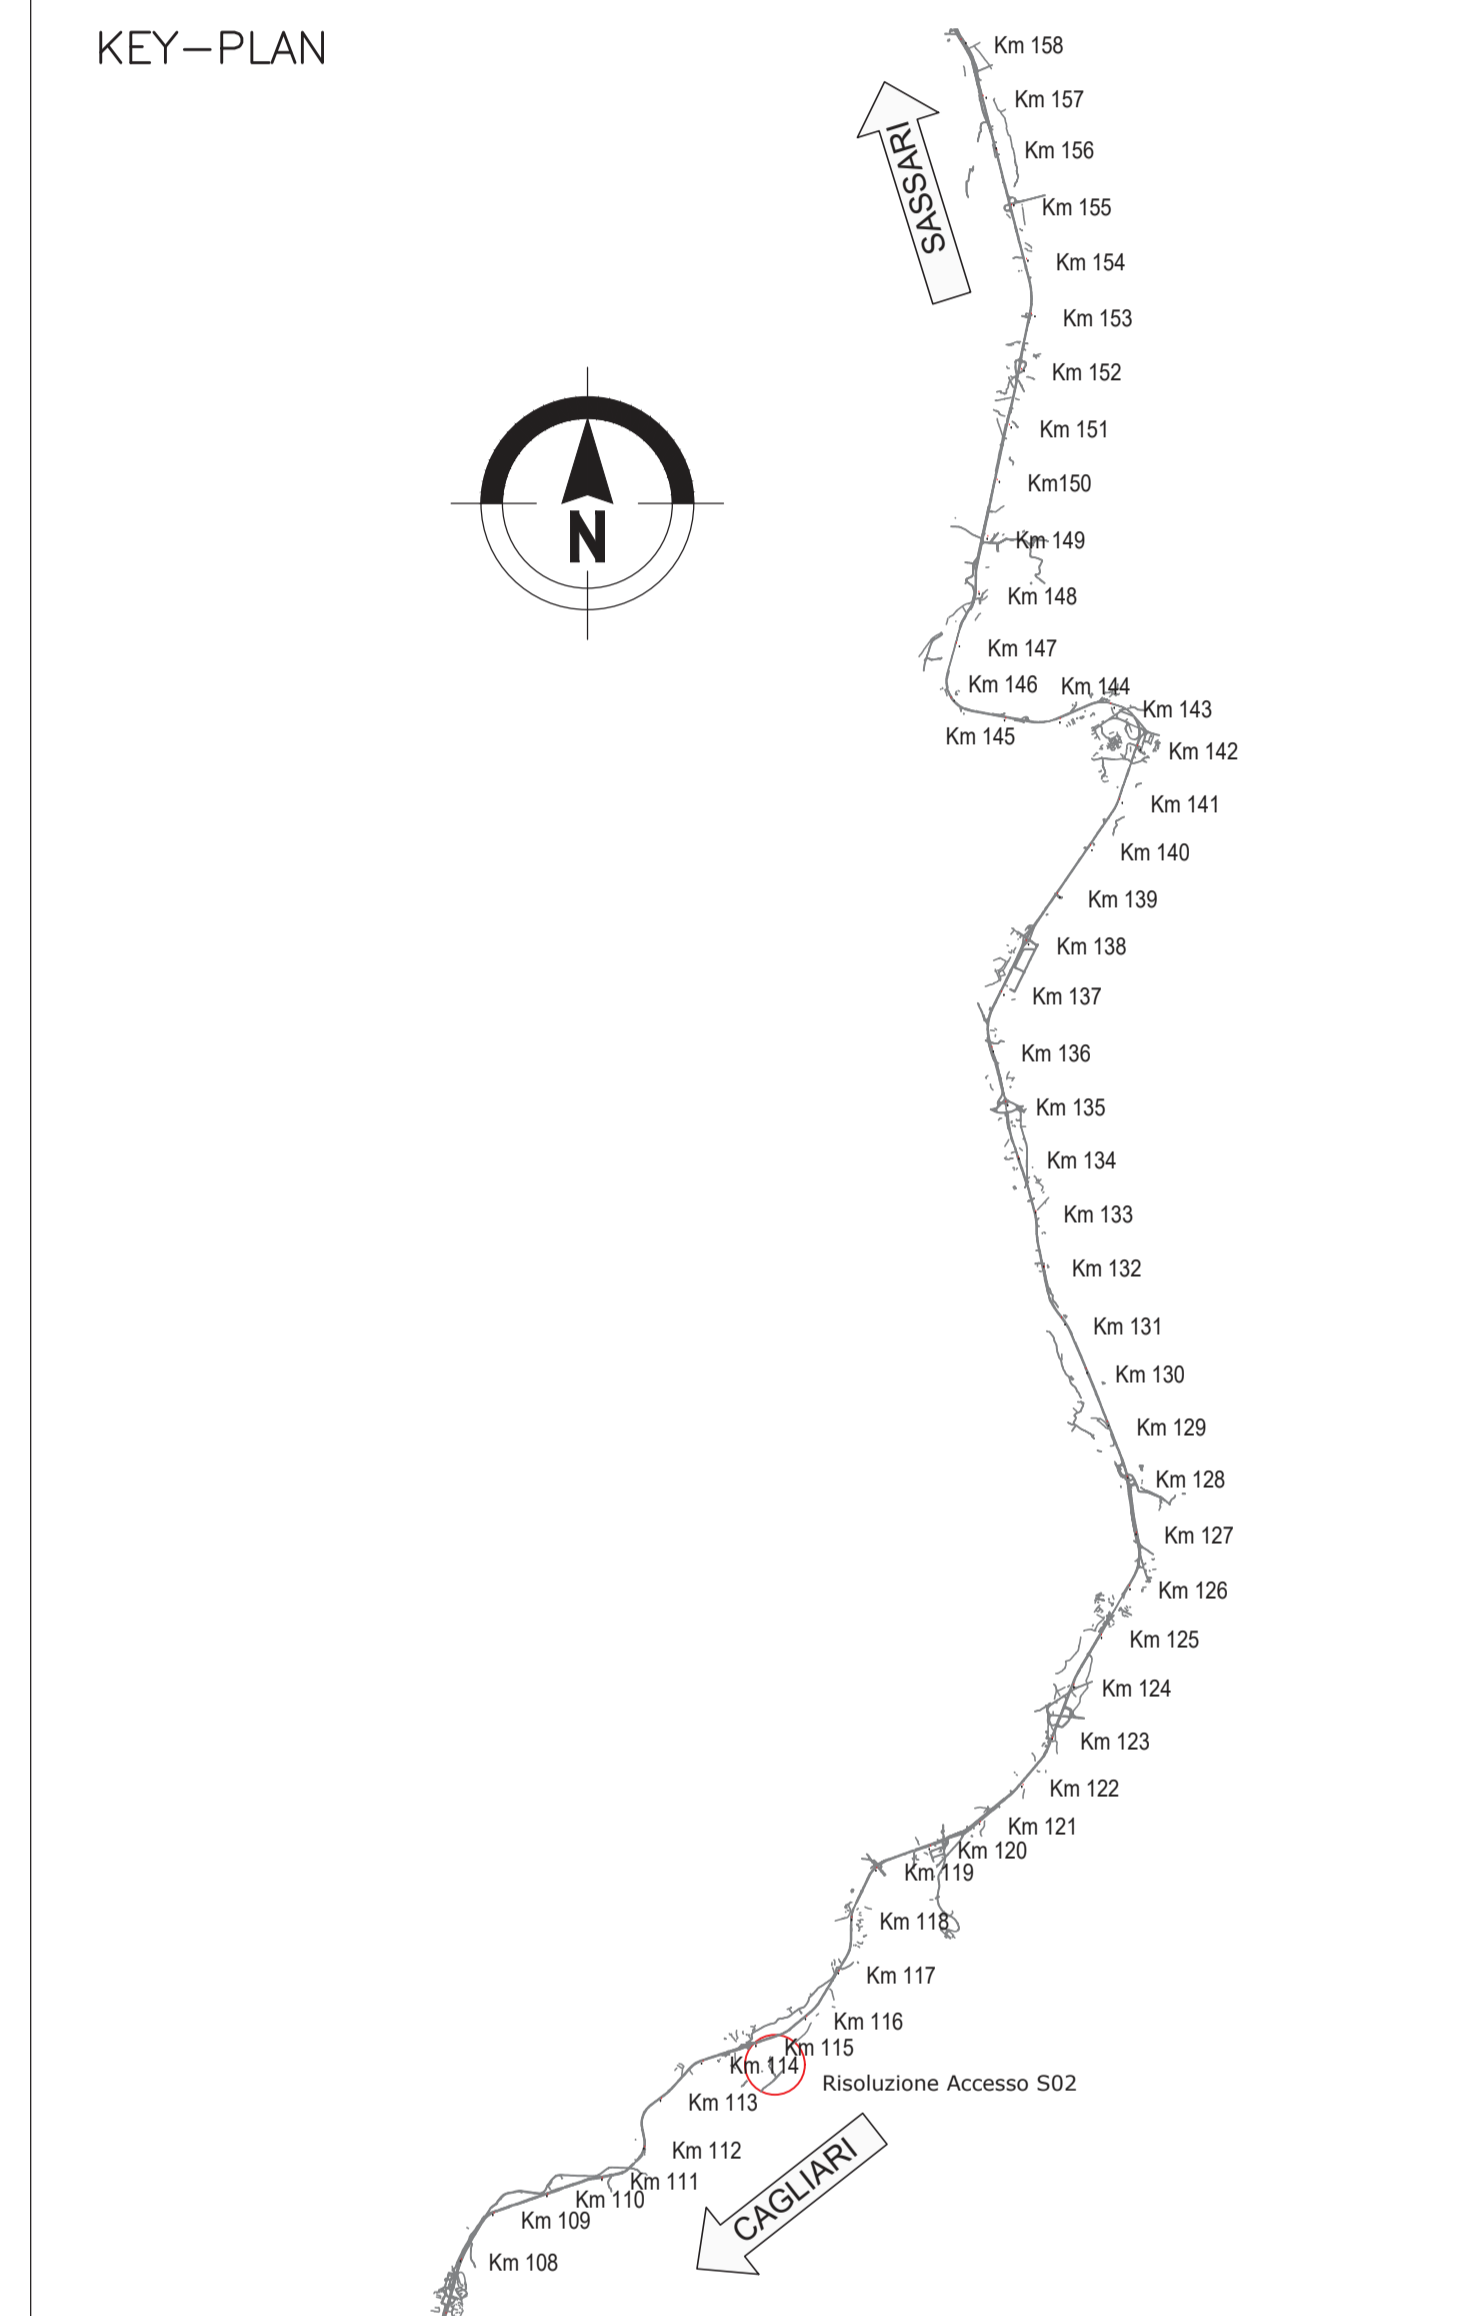 KEY-PLAN
Km 158
Km 157
SASSARI
Km 156
Km 155
Km 154
Km 153
Km 152
Km 151
Km150
N
Km 149
Km 148
Km 147
Km 146
Km 144
Km 143
Km 145
Km 142
Km 141
Km 140
Km 139
Km 138
Km 137
Km 136
Km 135
Km 134
Km 133
Km 132
Km 131
Km 130
Km 129
Km 128
Km 127
Km 126
Km 125
Km 124
Km 123
Km 122
Km 121
Km 120
Km 119
Km 118
Km 117
Km 116
Km 115
Km 114
Risoluzione Accesso S02
Km 113
Km 112
CAGLIARI
Km 111
Km 110
Km 109
Km 108